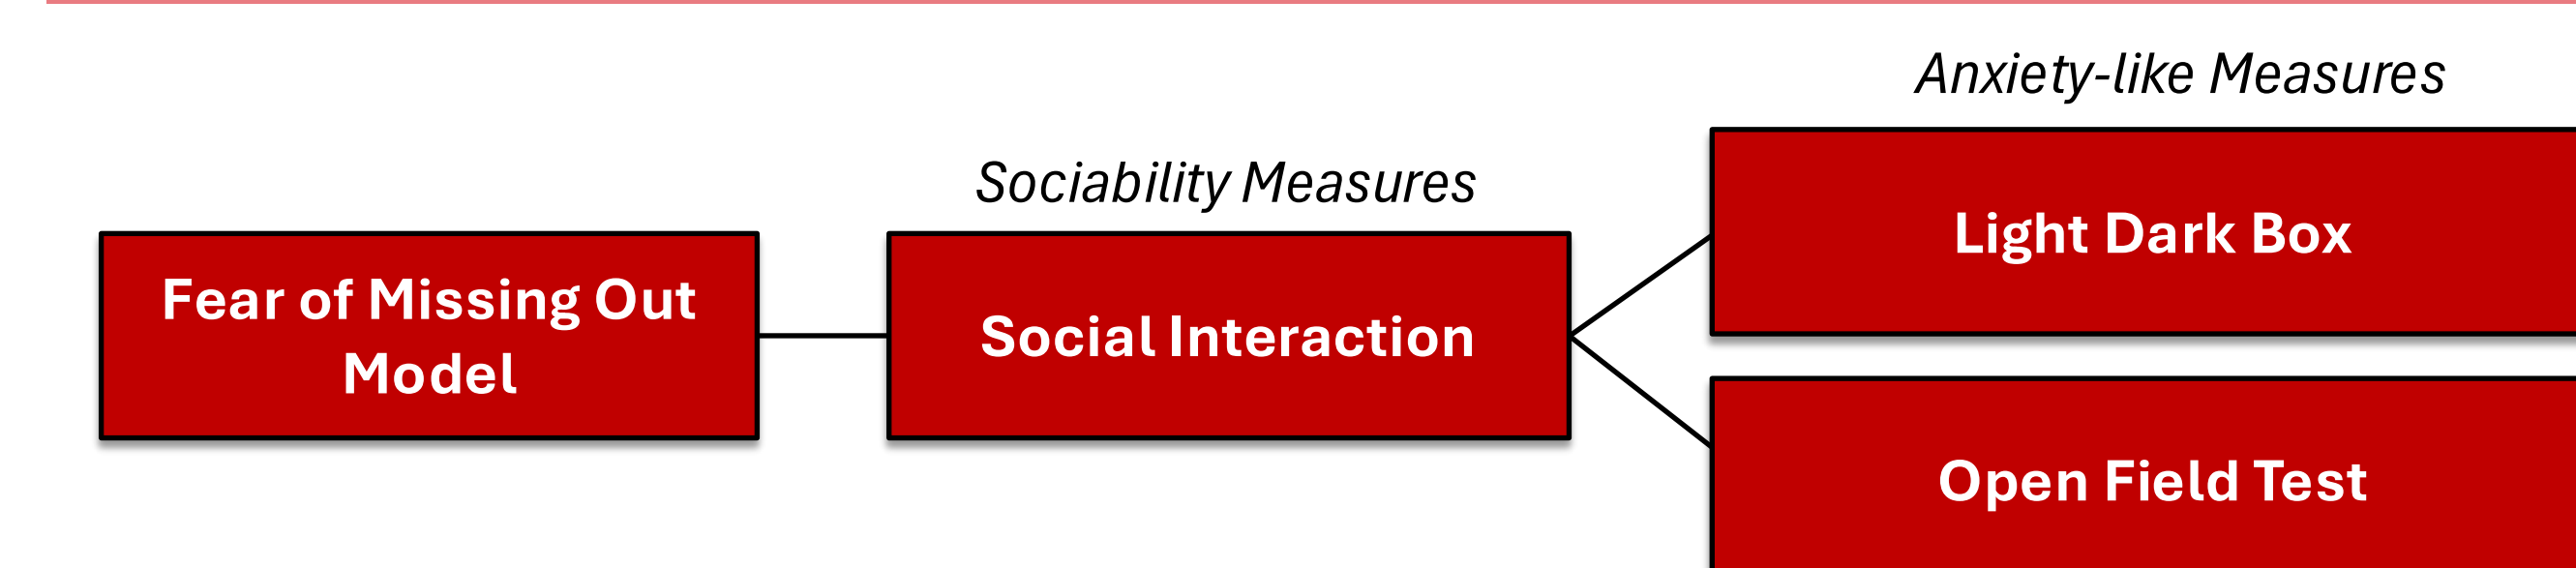 Anxiety-like Measures
Sociability Measures
Fear of Missing Out
Model
Social Interaction
Light Dark Box
Open Field Test